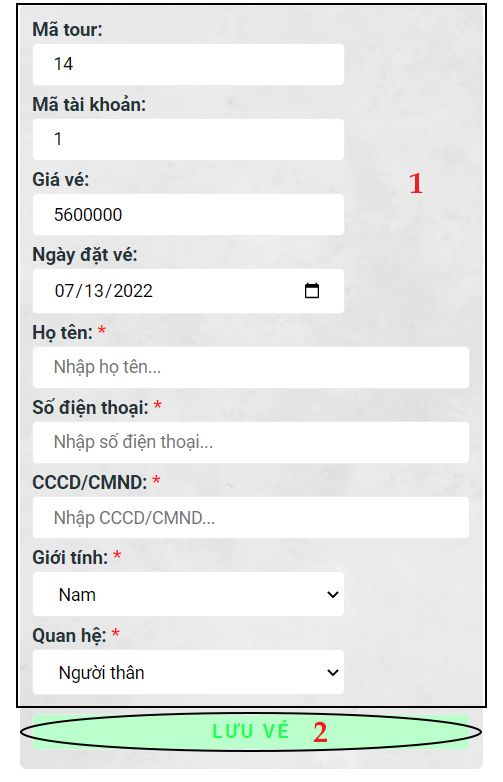 Mã tour:
14
Mã tài khoản:
1
1
Giá vé:
5600000
Ngày đặt vé:
07/13/2022
Họ tên: *
Nhập họ tên...
Số điện thoại: *
Nhập số điện thoại...
CCCD/CMND: *
Nhập CCCD/CMND...
Giới tính: *
Nam
Quan hệ: *
Người thân
LƯU VÉ 2